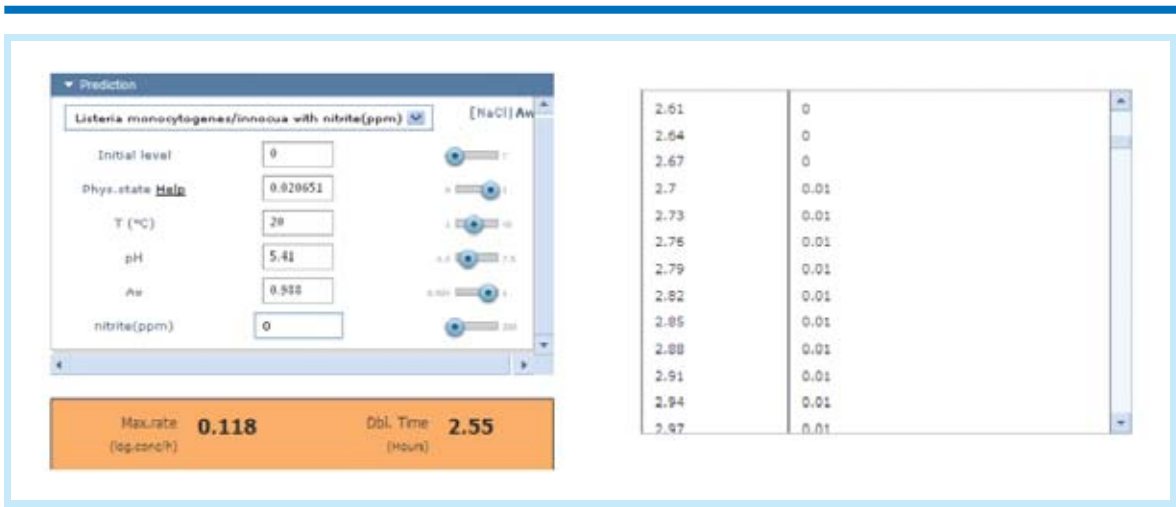 Prediction
Listeria monocytogenes/innocua with nitrite(ppm)
[NaCl] Aw
Initial level 0
Phys.state Help 0.020651
T (°C) 20
pH 5.41
Aw 0.988
nitrite(ppm) 0
Max.rate 0.118 Dbl. Time 2.55
(log.conc/h) (Hours)
2.61 0
2.64 0
2.67 0
2.7 0.01
2.73 0.01
2.76 0.01
2.79 0.01
2.82 0.01
2.85 0.01
2.88 0.01
2.91 0.01
2.94 0.01
2.97 0.01